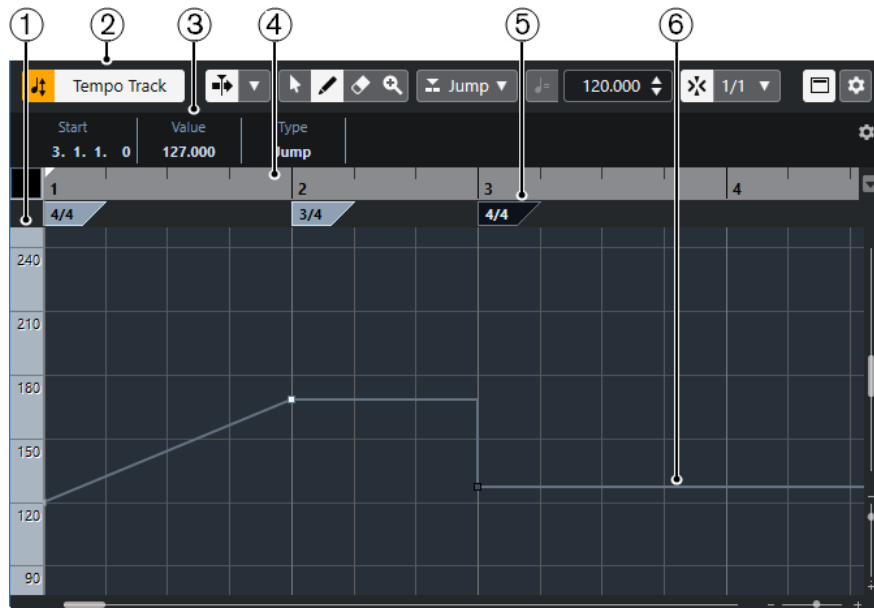 1 2 3 4 5 6
Tempo Track Jump 120.000 1/1
Start Value Type
3. 1. 1. 0 127.000 Jump
1 2 3 4
4/4 3/4 4/4
240
210
180
150
120
90